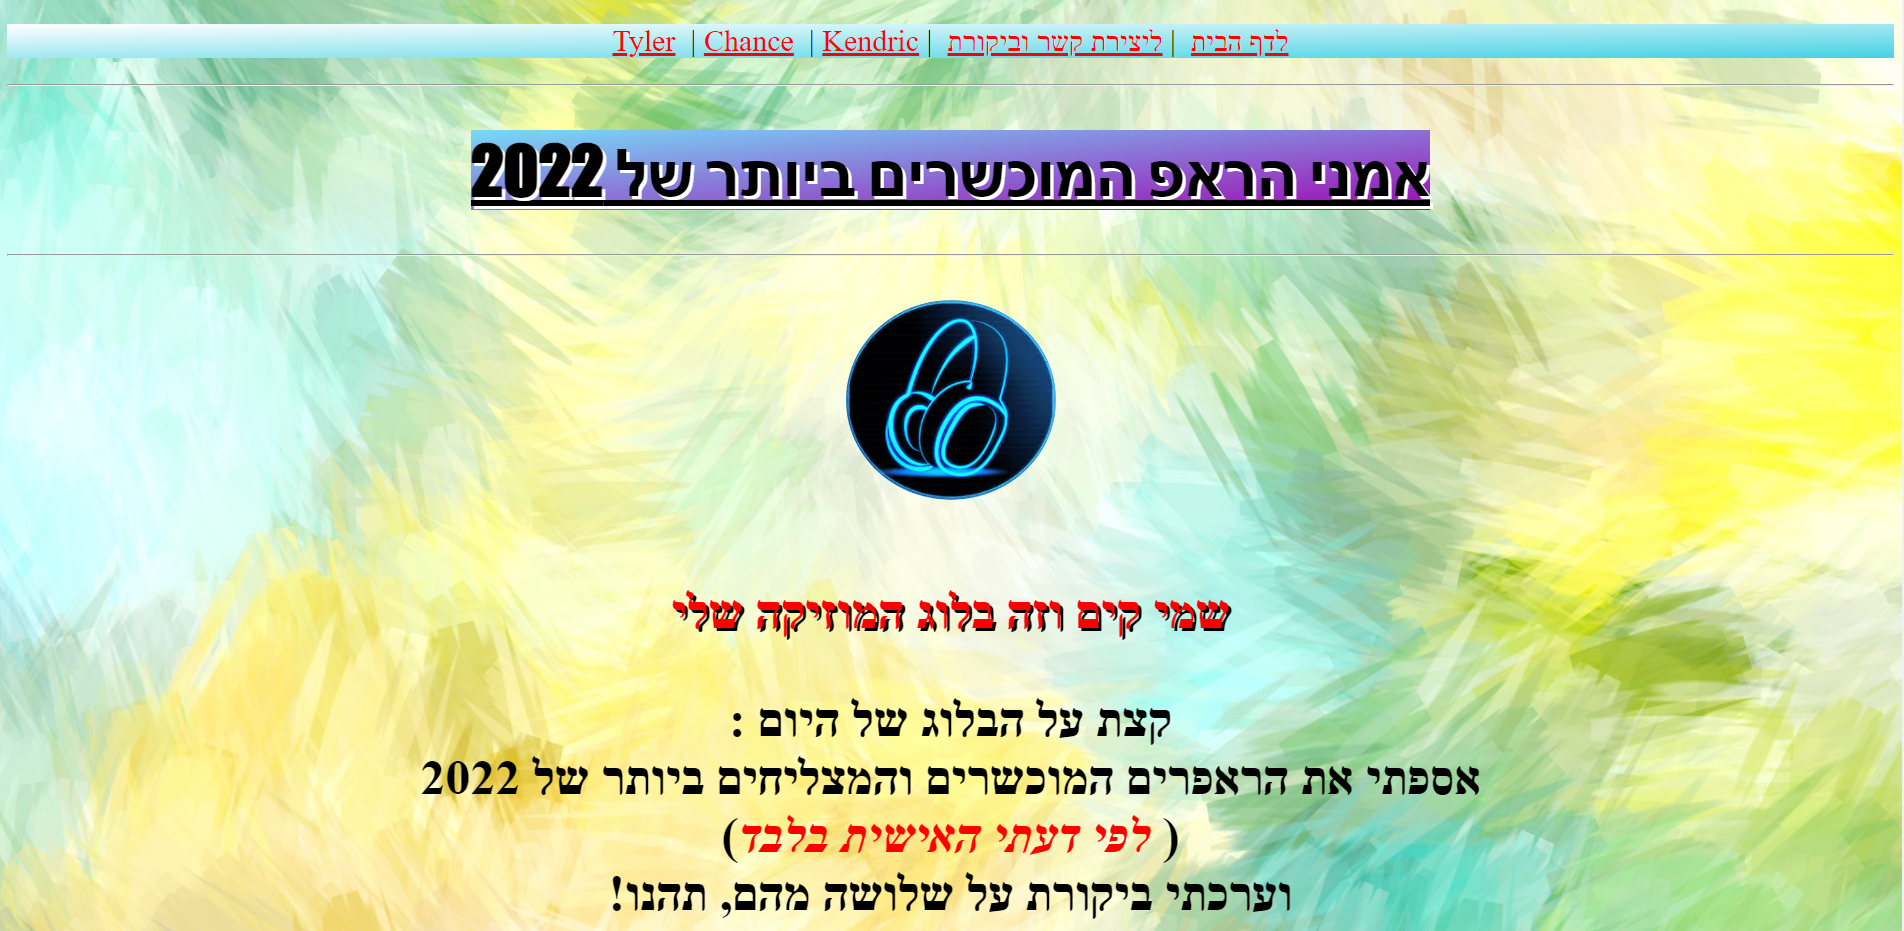 לדף הבית | ליצירת קשר וביקורת | Kendric | Chance | Tyler
אמני הראפ המוכשרים ביותר של 2022
שמי קים וזה בלוג המוזיקה שלי
קצת על הבלוג של היום :
אספתי את הראפרים המוכשרים והמצליחים ביותר של 2022
( לפי דעתי האישית בלבד)
וערכתי ביקורת על שלושה מהם, תהנו!